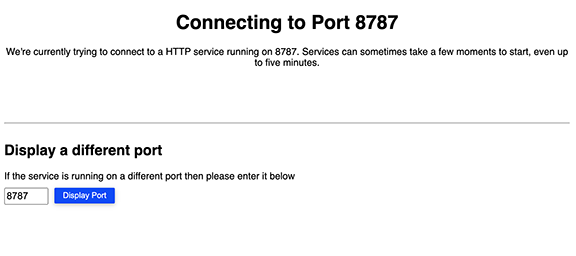 Connecting to Port 8787
We're currently trying to connect to a HTTP service running on 8787. Services can sometimes take a few moments to start, even up
to five minutes.
Display a different port
If the service is running on a different port then please enter it below
8787 Display Port